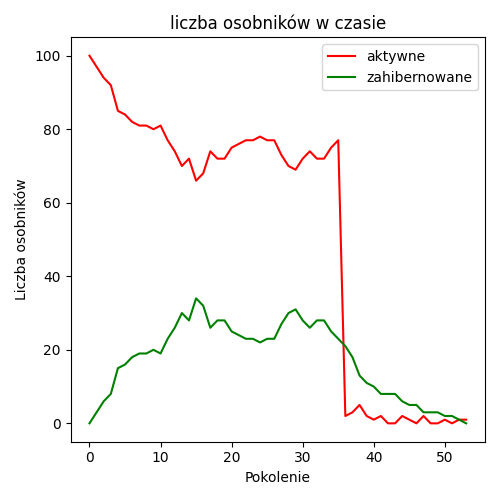 liczba osobników w czasie
aktywne
zahibernowane
Liczba osobników
100
80
60
40
20
0
0 10 20 30 40 50
Pokolenie